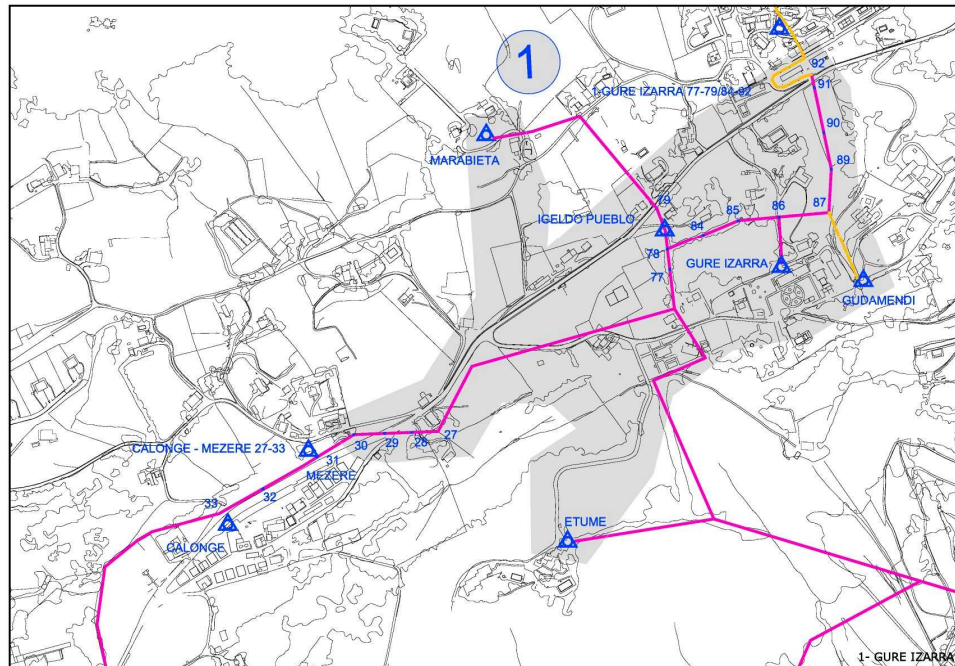 1
92
1-GURE IZARRA 77-79/84-92
91
90
MARABIETA
89
79
87
86
85
IGELDO PUEBLO
84
78
GURE IZARRA
77
GUDAMENDI
27
30
29
28
CALONGE - MEZERE 27-33
31
MEZERE
32
33
ETUME
CALONGE
1- GURE IZARRA